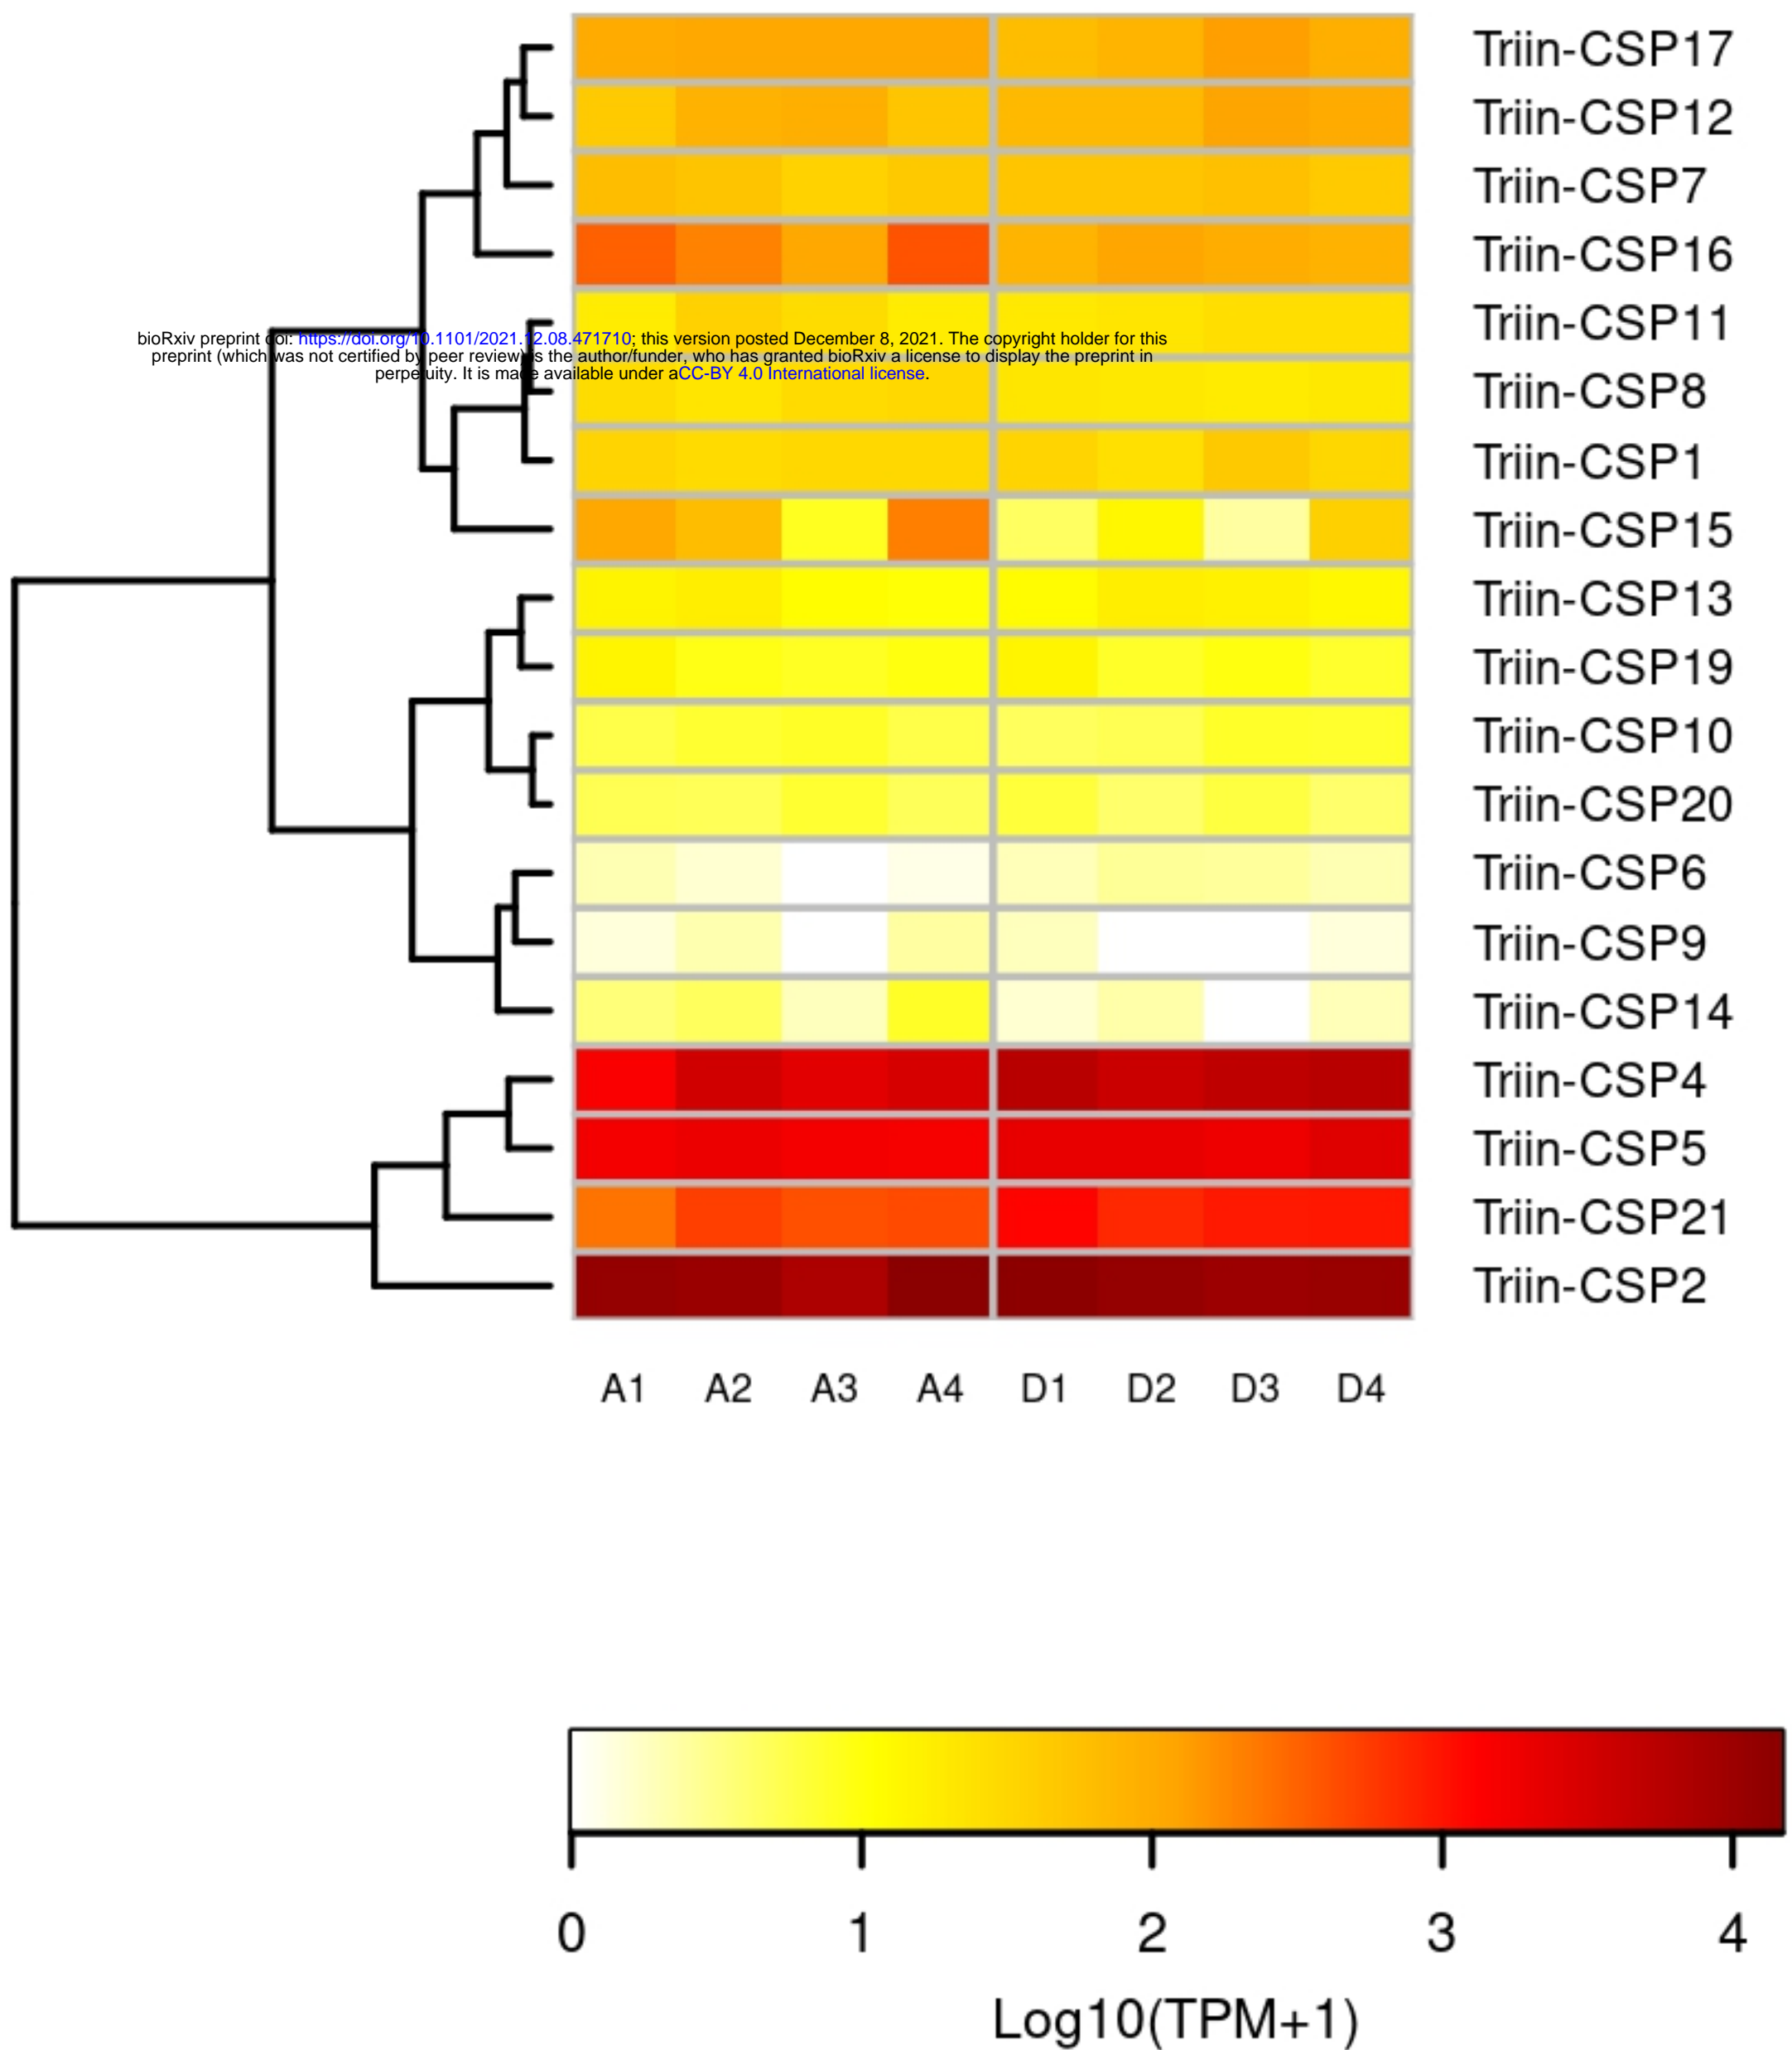 Triin-CSP17
Triin-CSP12
Triin-CSP7
Triin-CSP16
Triin-CSP11
bioRxiv preprint doi: https://doi.org/10.1101/2021.12.08.471710; this version posted December 8, 2021. The copyright holder for this
preprint (which was not certified by peer review) is the author/funder, who has granted bioRxiv a license to display the preprint in
perpetuity. It is made available under aCC-BY 4.0 International license.
Triin-CSP8
Triin-CSP1
Triin-CSP15
Triin-CSP13
Triin-CSP19
Triin-CSP10
Triin-CSP20
Triin-CSP6
Triin-CSP9
Triin-CSP14
Triin-CSP4
Triin-CSP5
Triin-CSP21
Triin-CSP2
A1 A2 A3 A4 D1 D2 D3 D4
0 1 2 3 4
Log10(TPM+1)